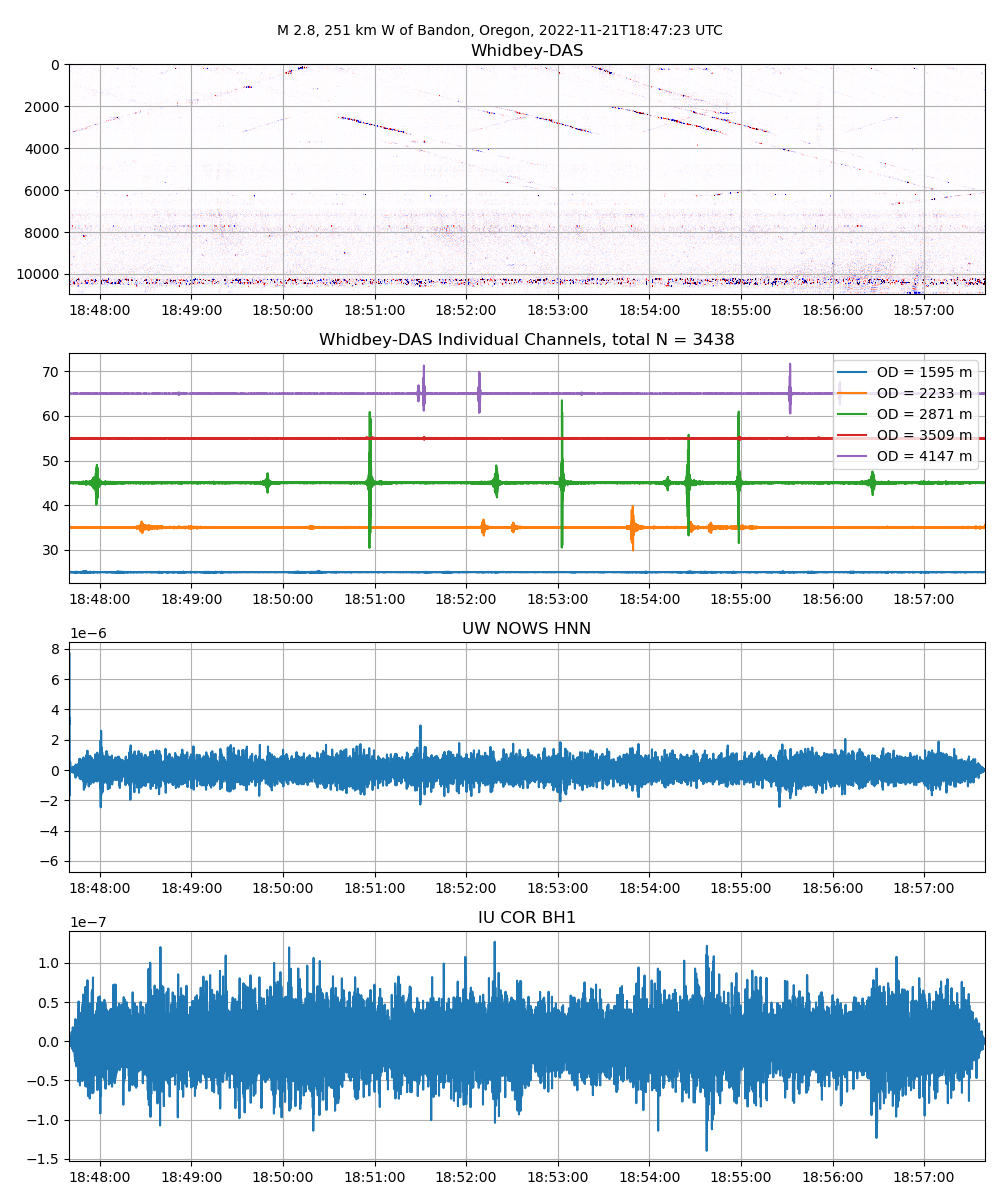 M 2.8, 251 km W of Bandon, Oregon, 2022-11-21T18:47:23 UTC
Whidbey-DAS
0
2000
4000
6000
8000
10000
18:48:00 18:49:00 18:50:00 18:51:00 18:52:00 18:53:00 18:54:00 18:55:00 18:56:00 18:57:00
Whidbey-DAS Individual Channels, total N = 3438
70
60
50
40
30
OD = 1595 m
OD = 2233 m
OD = 2871 m
OD = 3509 m
OD = 4147 m
18:48:00 18:49:00 18:50:00 18:51:00 18:52:00 18:53:00 18:54:00 18:55:00 18:56:00 18:57:00
UW NOWS HNN
1e−6
8
6
4
2
0
−2
−4
−6
18:48:00 18:49:00 18:50:00 18:51:00 18:52:00 18:53:00 18:54:00 18:55:00 18:56:00 18:57:00
IU COR BH1
1e−7
1.0
0.5
0.0
−0.5
−1.0
−1.5
18:48:00 18:49:00 18:50:00 18:51:00 18:52:00 18:53:00 18:54:00 18:55:00 18:56:00 18:57:00